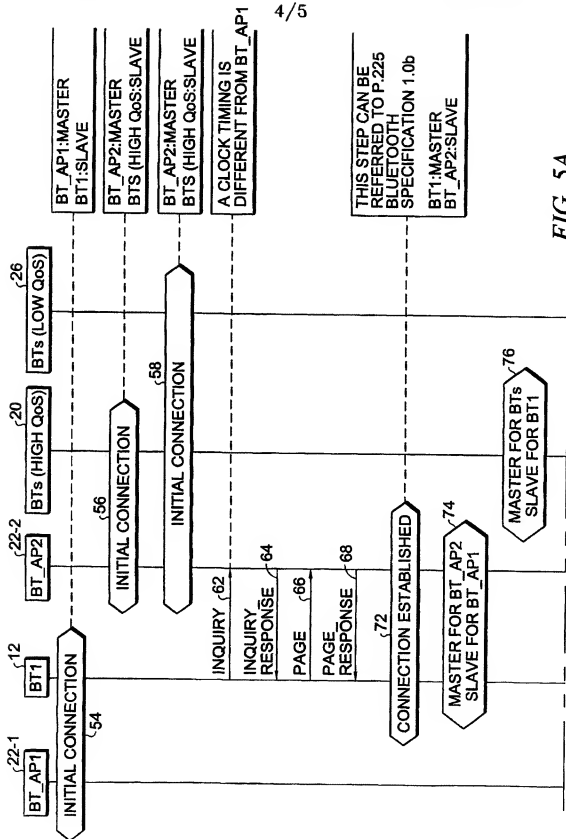 4/5
22-1
BT_AP1
12
BT1
22-2
BT_AP2
20
BTs (HIGH QoS)
26
BTs (LOW QoS)
INITIAL CONNECTION
54
BT_AP1:MASTER
BT1:SLAVE
INITIAL CONNECTION
56
BT_AP2:MASTER
BTS (HIGH QoS:SLAVE
INITIAL CONNECTION
58
BT_AP2:MASTER
BTS (HIGH QoS:SLAVE
INQUIRY
62
A CLOCK TIMING IS
DIFFERENT FROM BT_AP1
INQUIRY_
RESPONSE
64
PAGE
66
PAGE_
RESPONSE
68
CONNECTION ESTABLISHED
72
THIS STEP CAN BE
REFERRED TO P.225
BLUETOOTH
SPECIFICATION 1.0b
BT1:MASTER
BT_AP2:SLAVE
MASTER FOR BT_AP2
SLAVE FOR BT_AP1
74
MASTER FOR BTs
SLAVE FOR BT1
76
FIG. 5A